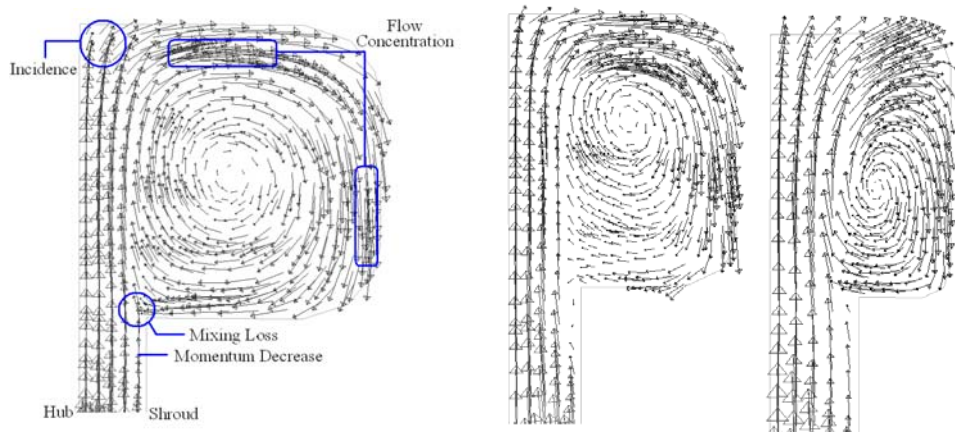 Flow
Concentration
Incidence
Mixing Loss
Momentum Decrease
Hub
Shroud